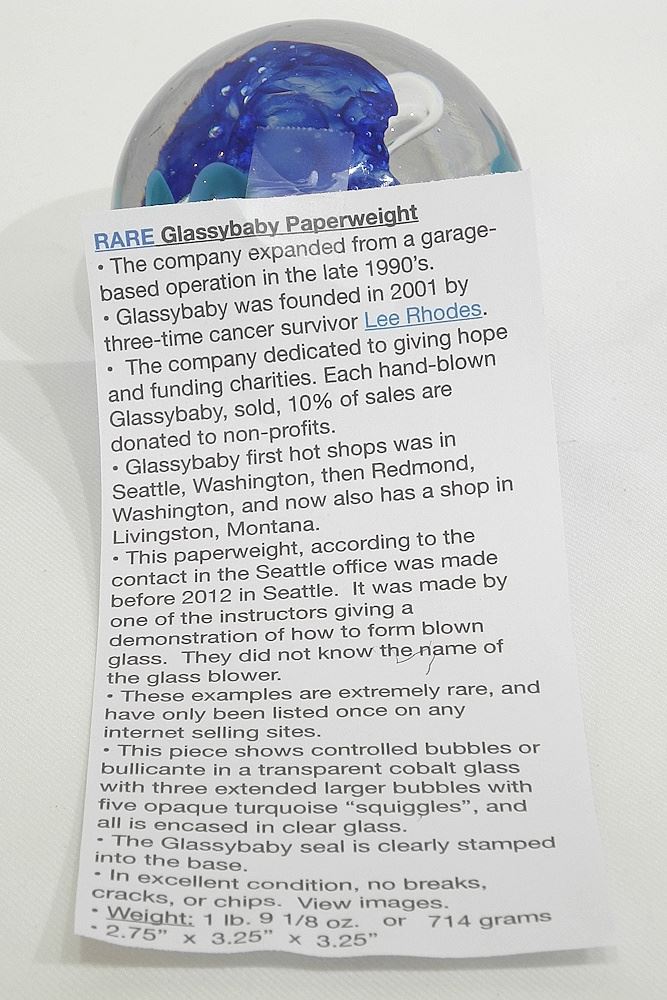 RARE Glassybaby Paperweight
• The company expanded from a garage-
based operation in the late 1990's.
• Glassybaby was founded in 2001 by
three-time cancer survivor Lee Rhodes.
• The company dedicated to giving hope
and funding charities. Each hand-blown
Glassybaby, sold, 10% of sales are
donated to non-profits.
• Glassybaby first hot shops was in
Seattle, Washington, then Redmond,
Washington, and now also has a shop in
Livingston, Montana.
• This paperweight, according to the
contact in the Seattle office was made
before 2012 in Seattle. It was made by
one of the instructors giving a
demonstration of how to form blown
glass. They did not know the name of
the glass blower.
• These examples are extremely rare, and
have only been listed once on any
internet selling sites.
• This piece shows controlled bubbles or
bullicante in a transparent cobalt glass
with three extended larger bubbles with
five opaque turquoise "squiggles", and
all is encased in clear glass.
• The Glassybaby seal is clearly stamped
into the base.
• In excellent condition, no breaks,
cracks, or chips. View images.
• Weight: 1 lb. 9 1/8 oz. or 714 grams
• 2.75" x 3.25" x 3.25"